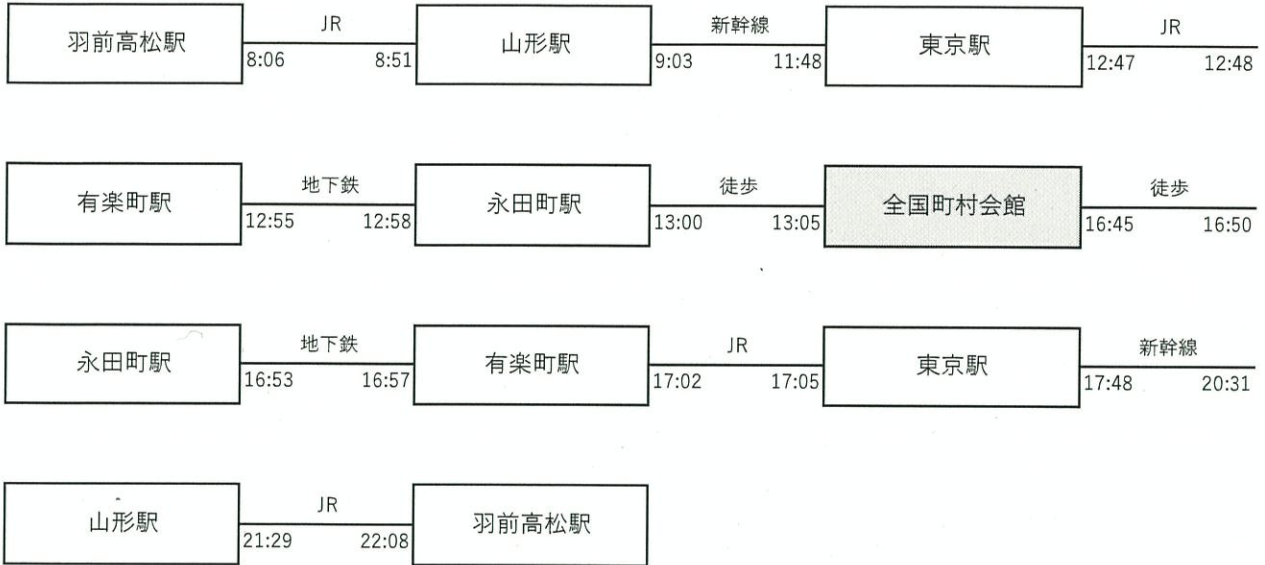 羽前高松駅 JR 8:06 8:51 山形駅 新幹線 9:03 11:48 東京駅 JR 12:47 12:48
有楽町駅 地下鉄 12:55 12:58 永田町駅 徒歩 13:00 13:05 全国町村会館 徒歩 16:45 16:50
永田町駅 地下鉄 16:53 16:57 有楽町駅 JR 17:02 17:05 東京駅 新幹線 17:48 20:31
山形駅 JR 21:29 22:08 羽前高松駅